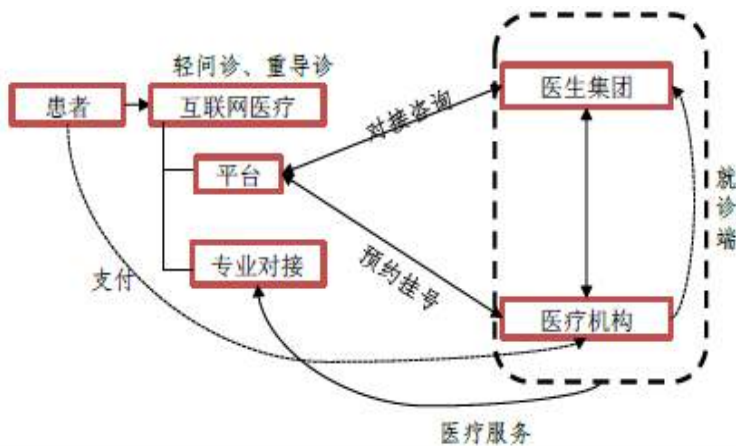 轻问诊、重导诊
患者
互联网医疗
医生集团
对接咨询
平台
就诊端
专业对接
预约挂号
支付
医疗机构
医疗服务